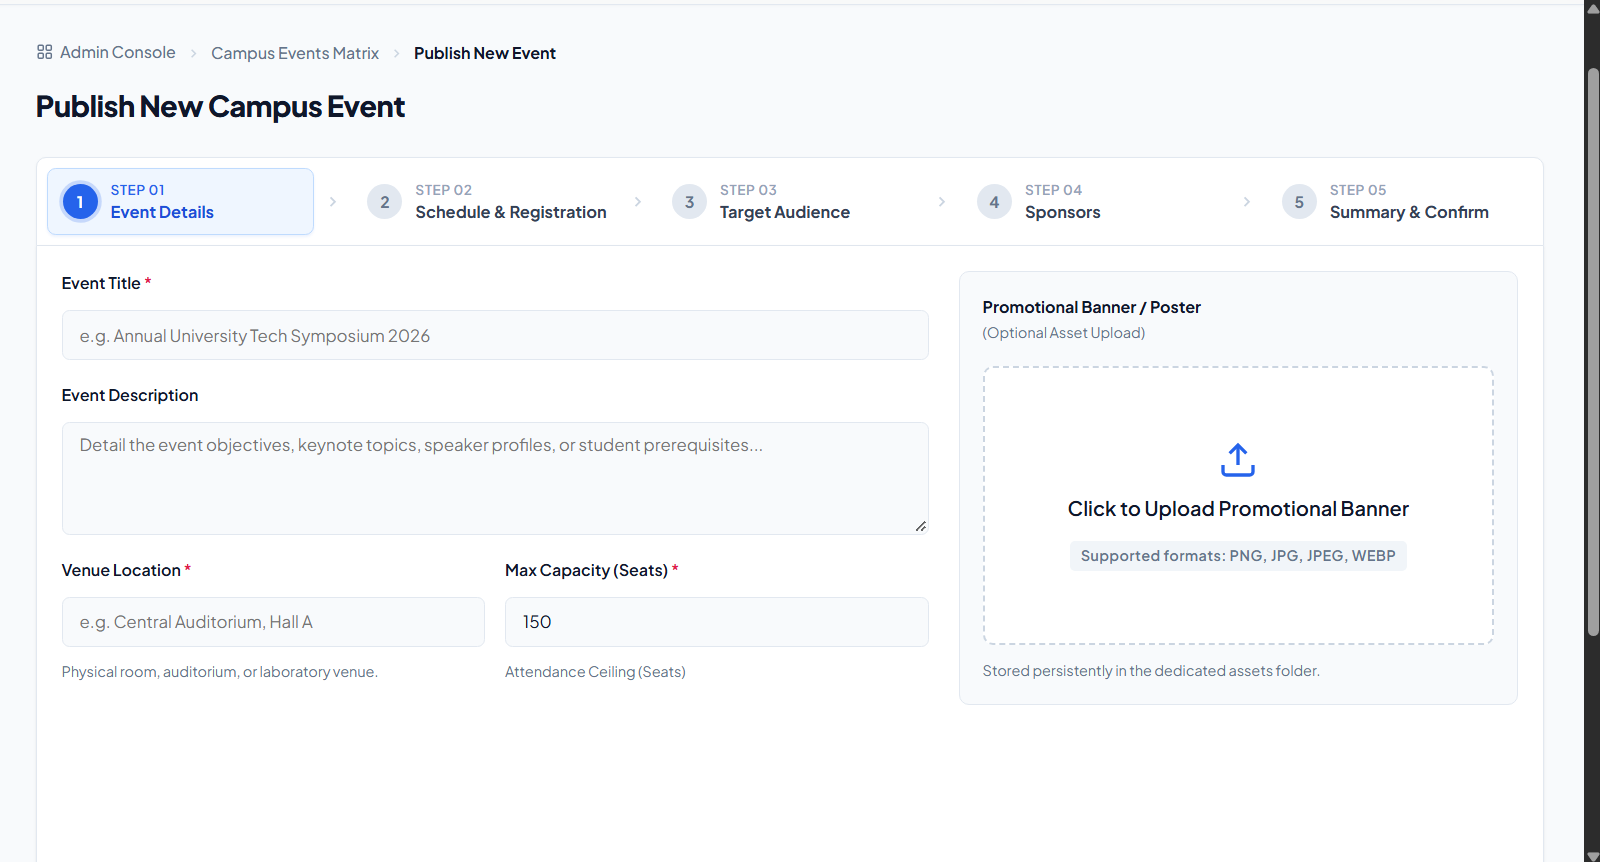 Admin Console > Campus Events Matrix > Publish New Event
Publish New Campus Event
1 STEP 01
Event Details
2 STEP 02
Schedule & Registration
3 STEP 03
Target Audience
4 STEP 04
Sponsors
5 STEP 05
Summary & Confirm
Event Title *
e.g. Annual University Tech Symposium 2026
Event Description
Detail the event objectives, keynote topics, speaker profiles, or student prerequisites...
Venue Location *
e.g. Central Auditorium, Hall A
Physical room, auditorium, or laboratory venue.
Max Capacity (Seats) *
150
Attendance Ceiling (Seats)
Promotional Banner / Poster
(Optional Asset Upload)
Click to Upload Promotional Banner
Supported formats: PNG, JPG, JPEG, WEBP
Stored persistently in the dedicated assets folder.